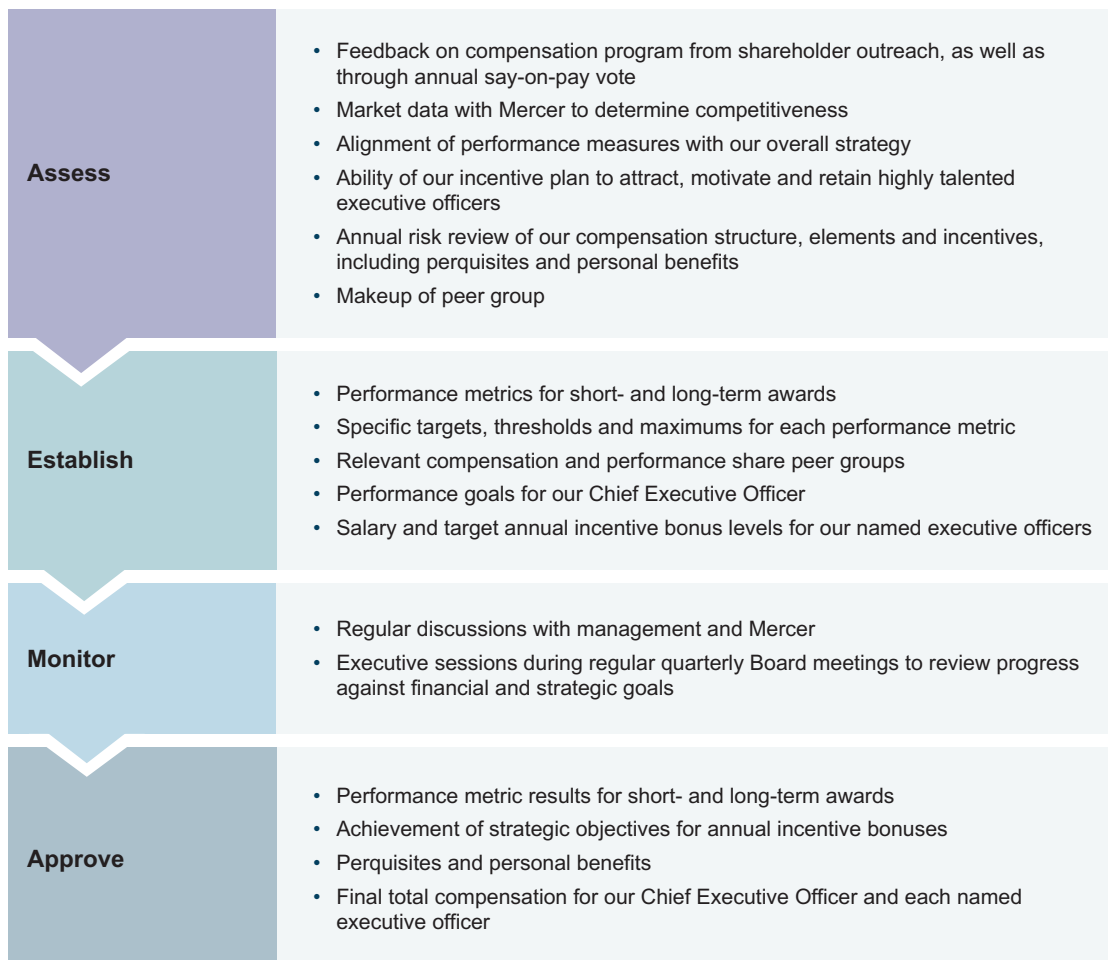 Assess
• Feedback on compensation program from shareholder outreach, as well as
through annual say-on-pay vote
• Market data with Mercer to determine competitiveness
• Alignment of performance measures with our overall strategy
• Ability of our incentive plan to attract, motivate and retain highly talented
executive officers
• Annual risk review of our compensation structure, elements and incentives,
including perquisites and personal benefits
• Makeup of peer group
Establish
• Performance metrics for short- and long-term awards
• Specific targets, thresholds and maximums for each performance metric
• Relevant compensation and performance share peer groups
• Performance goals for our Chief Executive Officer
• Salary and target annual incentive bonus levels for our named executive officers
Monitor
• Regular discussions with management and Mercer
• Executive sessions during regular quarterly Board meetings to review progress
against financial and strategic goals
Approve
• Performance metric results for short- and long-term awards
• Achievement of strategic objectives for annual incentive bonuses
• Perquisites and personal benefits
• Final total compensation for our Chief Executive Officer and each named
executive officer